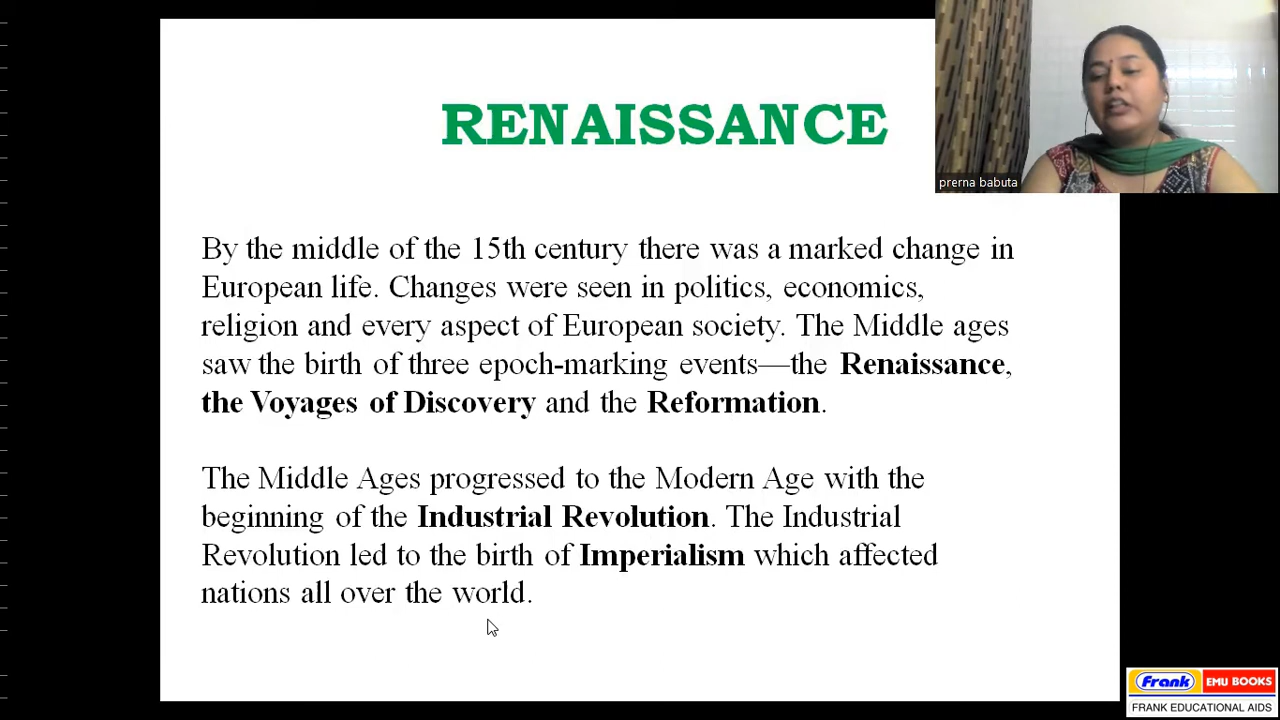 RENAISSANCE
prerna babuta
By the middle of the 15th century there was a marked change in
European life. Changes were seen in politics, economics,
religion and every aspect of European society. The Middle ages
saw the birth of three epoch-marking events—the Renaissance,
the Voyages of Discovery and the Reformation.
The Middle Ages progressed to the Modern Age with the
beginning of the Industrial Revolution. The Industrial
Revolution led to the birth of Imperialism which affected
nations all over the world.
Frank EMU BOOKS
FRANK EDUCATIONAL AIDS